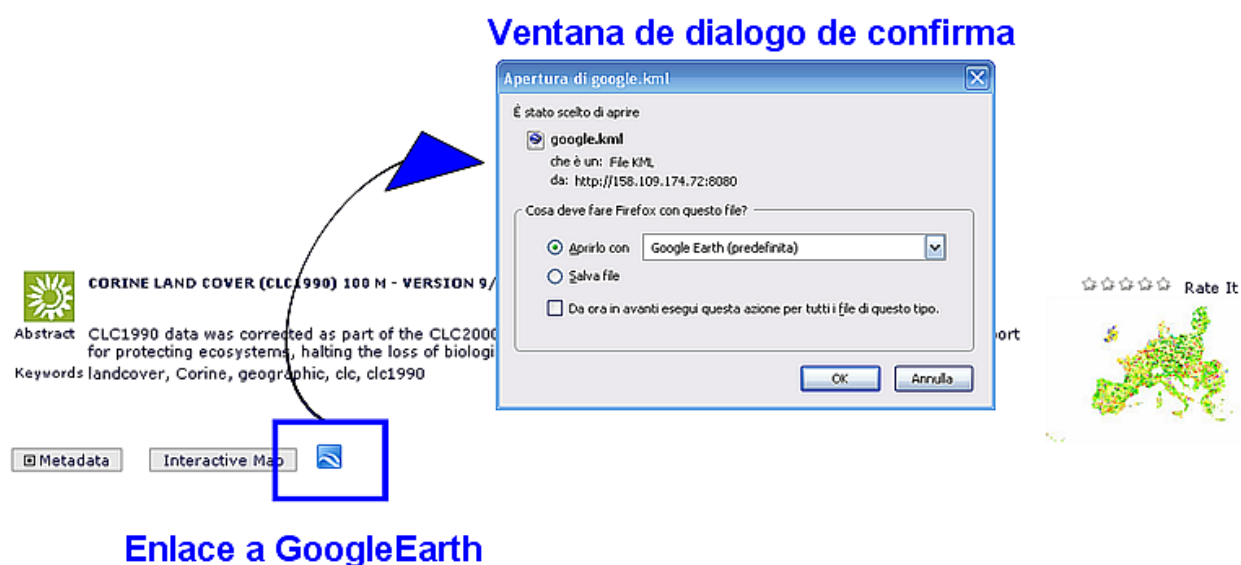 Ventana de dialogo de confirma
Apertura di google.kml
È stato scelto di aprire
google.kml
che è un: File KML
da: http://158.109.174.72:8080
Cosa deve fare Firefox con questo file?
Aprirlo con Google Earth (predefinita)
Salva file
Da ora in avanti esegui questa azione per tutti i file di questo tipo.
OK Annulla
CORINE LAND COVER (CLC1990) 100 M - VERSION 9/
Rate It
Abstract CLC1990 data was corrected as part of the CLC2000
for protecting ecosystems, halting the loss of
Keywords landcover, Corine, geographic, clc, clc1990
Metadata Interactive Map
Enlace a GoogleEarth